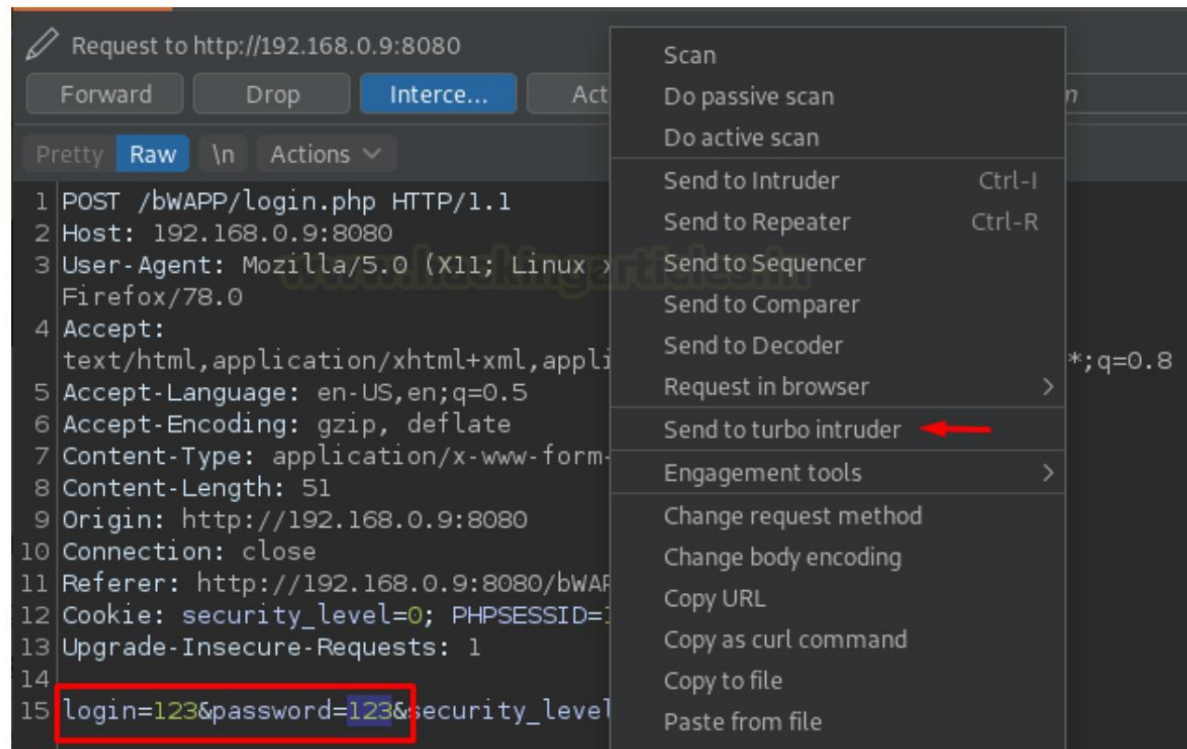 Request to http://192.168.0.9:8080
Forward Drop Interce... Act n
Pretty Raw \n Actions
1 POST /bWAPP/login.php HTTP/1.1
2 Host: 192.168.0.9:8080
3 User-Agent: Mozilla/5.0 (X11; Linux
Firefox/78.0
4 Accept:
text/html,application/xhtml+xml,appli *;q=0.8
5 Accept-Language: en-US,en;q=0.5
6 Accept-Encoding: gzip, deflate
7 Content-Type: application/x-www-form-
8 Content-Length: 51
9 Origin: http://192.168.0.9:8080
10 Connection: close
11 Referer: http://192.168.0.9:8080/bWAP
12 Cookie: security_level=0; PHPSESSID=
13 Upgrade-Insecure-Requests: 1
14
15 login=123&password=123&security_level
Scan
Do passive scan
Do active scan
Send to Intruder Ctrl-I
Send to Repeater Ctrl-R
Send to Sequencer
Send to Comparer
Send to Decoder
Request in browser >
Send to turbo intruder
Engagement tools >
Change request method
Change body encoding
Copy URL
Copy as curl command
Copy to file
Paste from file
www.hackingarticles.in